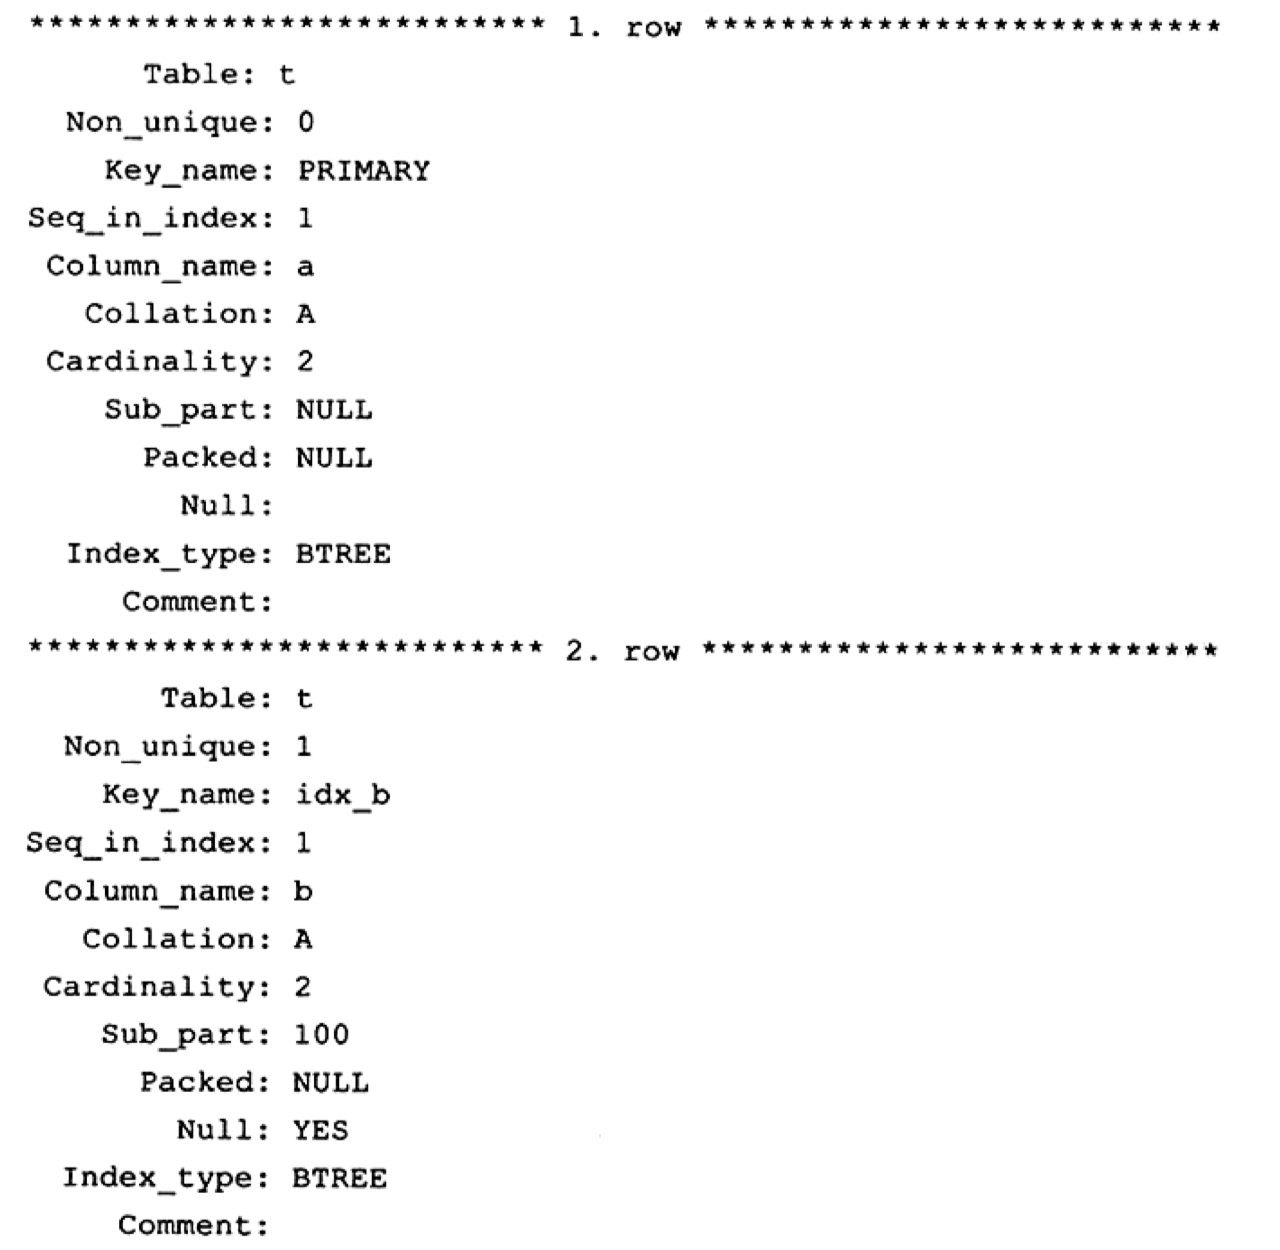 *************************** 1. row ***************************
Table: t
Non_unique: 0
Key_name: PRIMARY
Seq_in_index: 1
Column_name: a
Collation: A
Cardinality: 2
Sub_part: NULL
Packed: NULL
Null:
Index_type: BTREE
Comment:
*************************** 2. row ***************************
Table: t
Non_unique: 1
Key_name: idx_b
Seq_in_index: 1
Column_name: b
Collation: A
Cardinality: 2
Sub_part: 100
Packed: NULL
Null: YES
Index_type: BTREE
Comment: